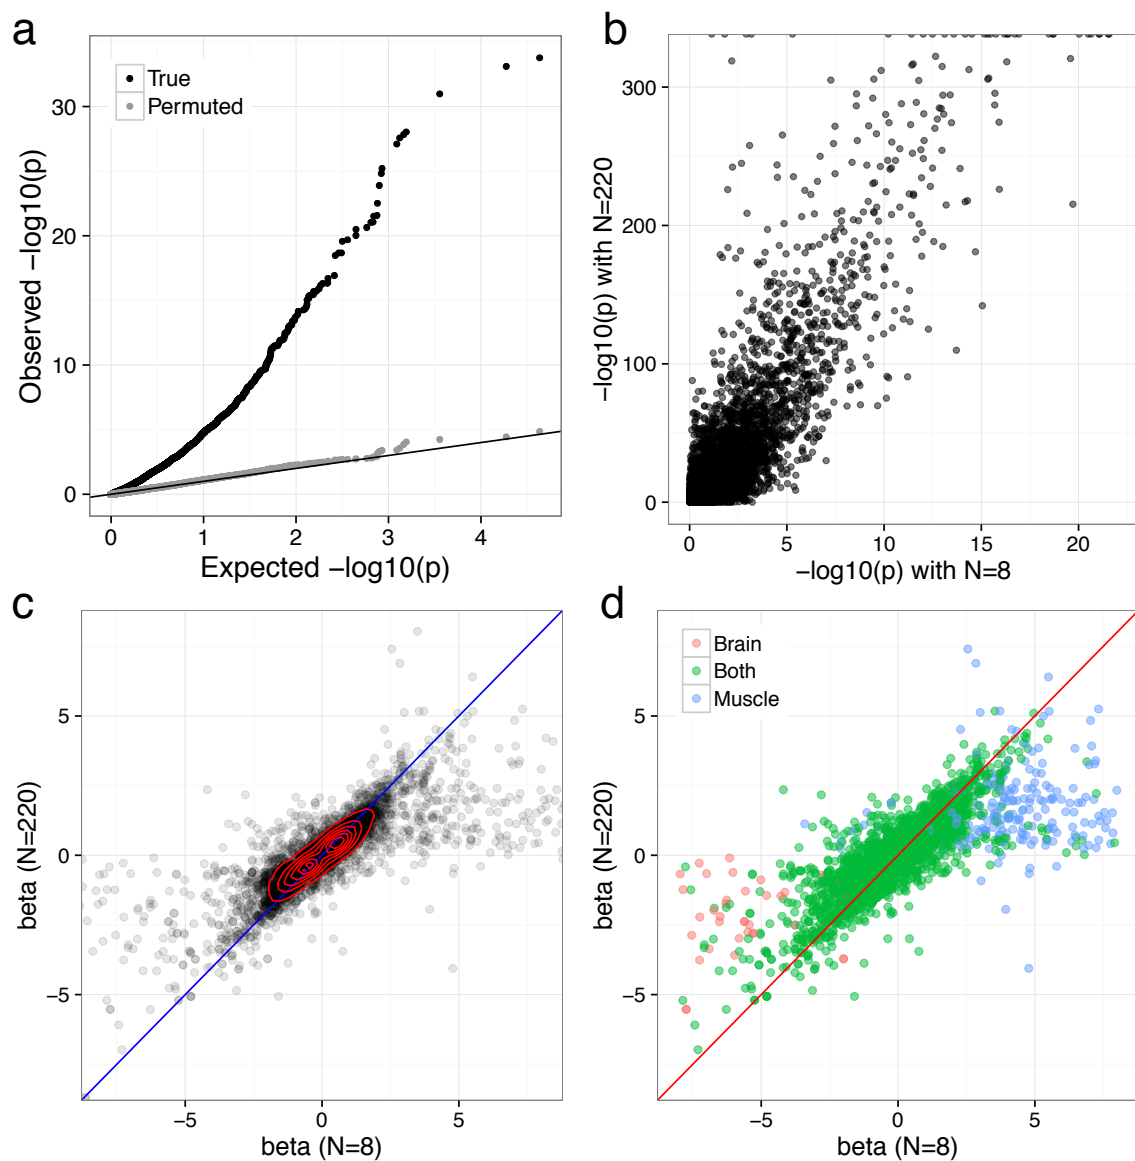 a
True
Permuted
Observed −log10(p)
30
20
10
0
0
1
2
3
4
Expected −log10(p)
b
−log10(p) with N=220
300
200
100
0
0
5
10
15
20
−log10(p) with N=8
c
beta (N=220)
5
0
−5
−5
0
5
beta (N=8)
d
Brain
Both
Muscle
beta (N=220)
5
0
−5
−5
0
5
beta (N=8)